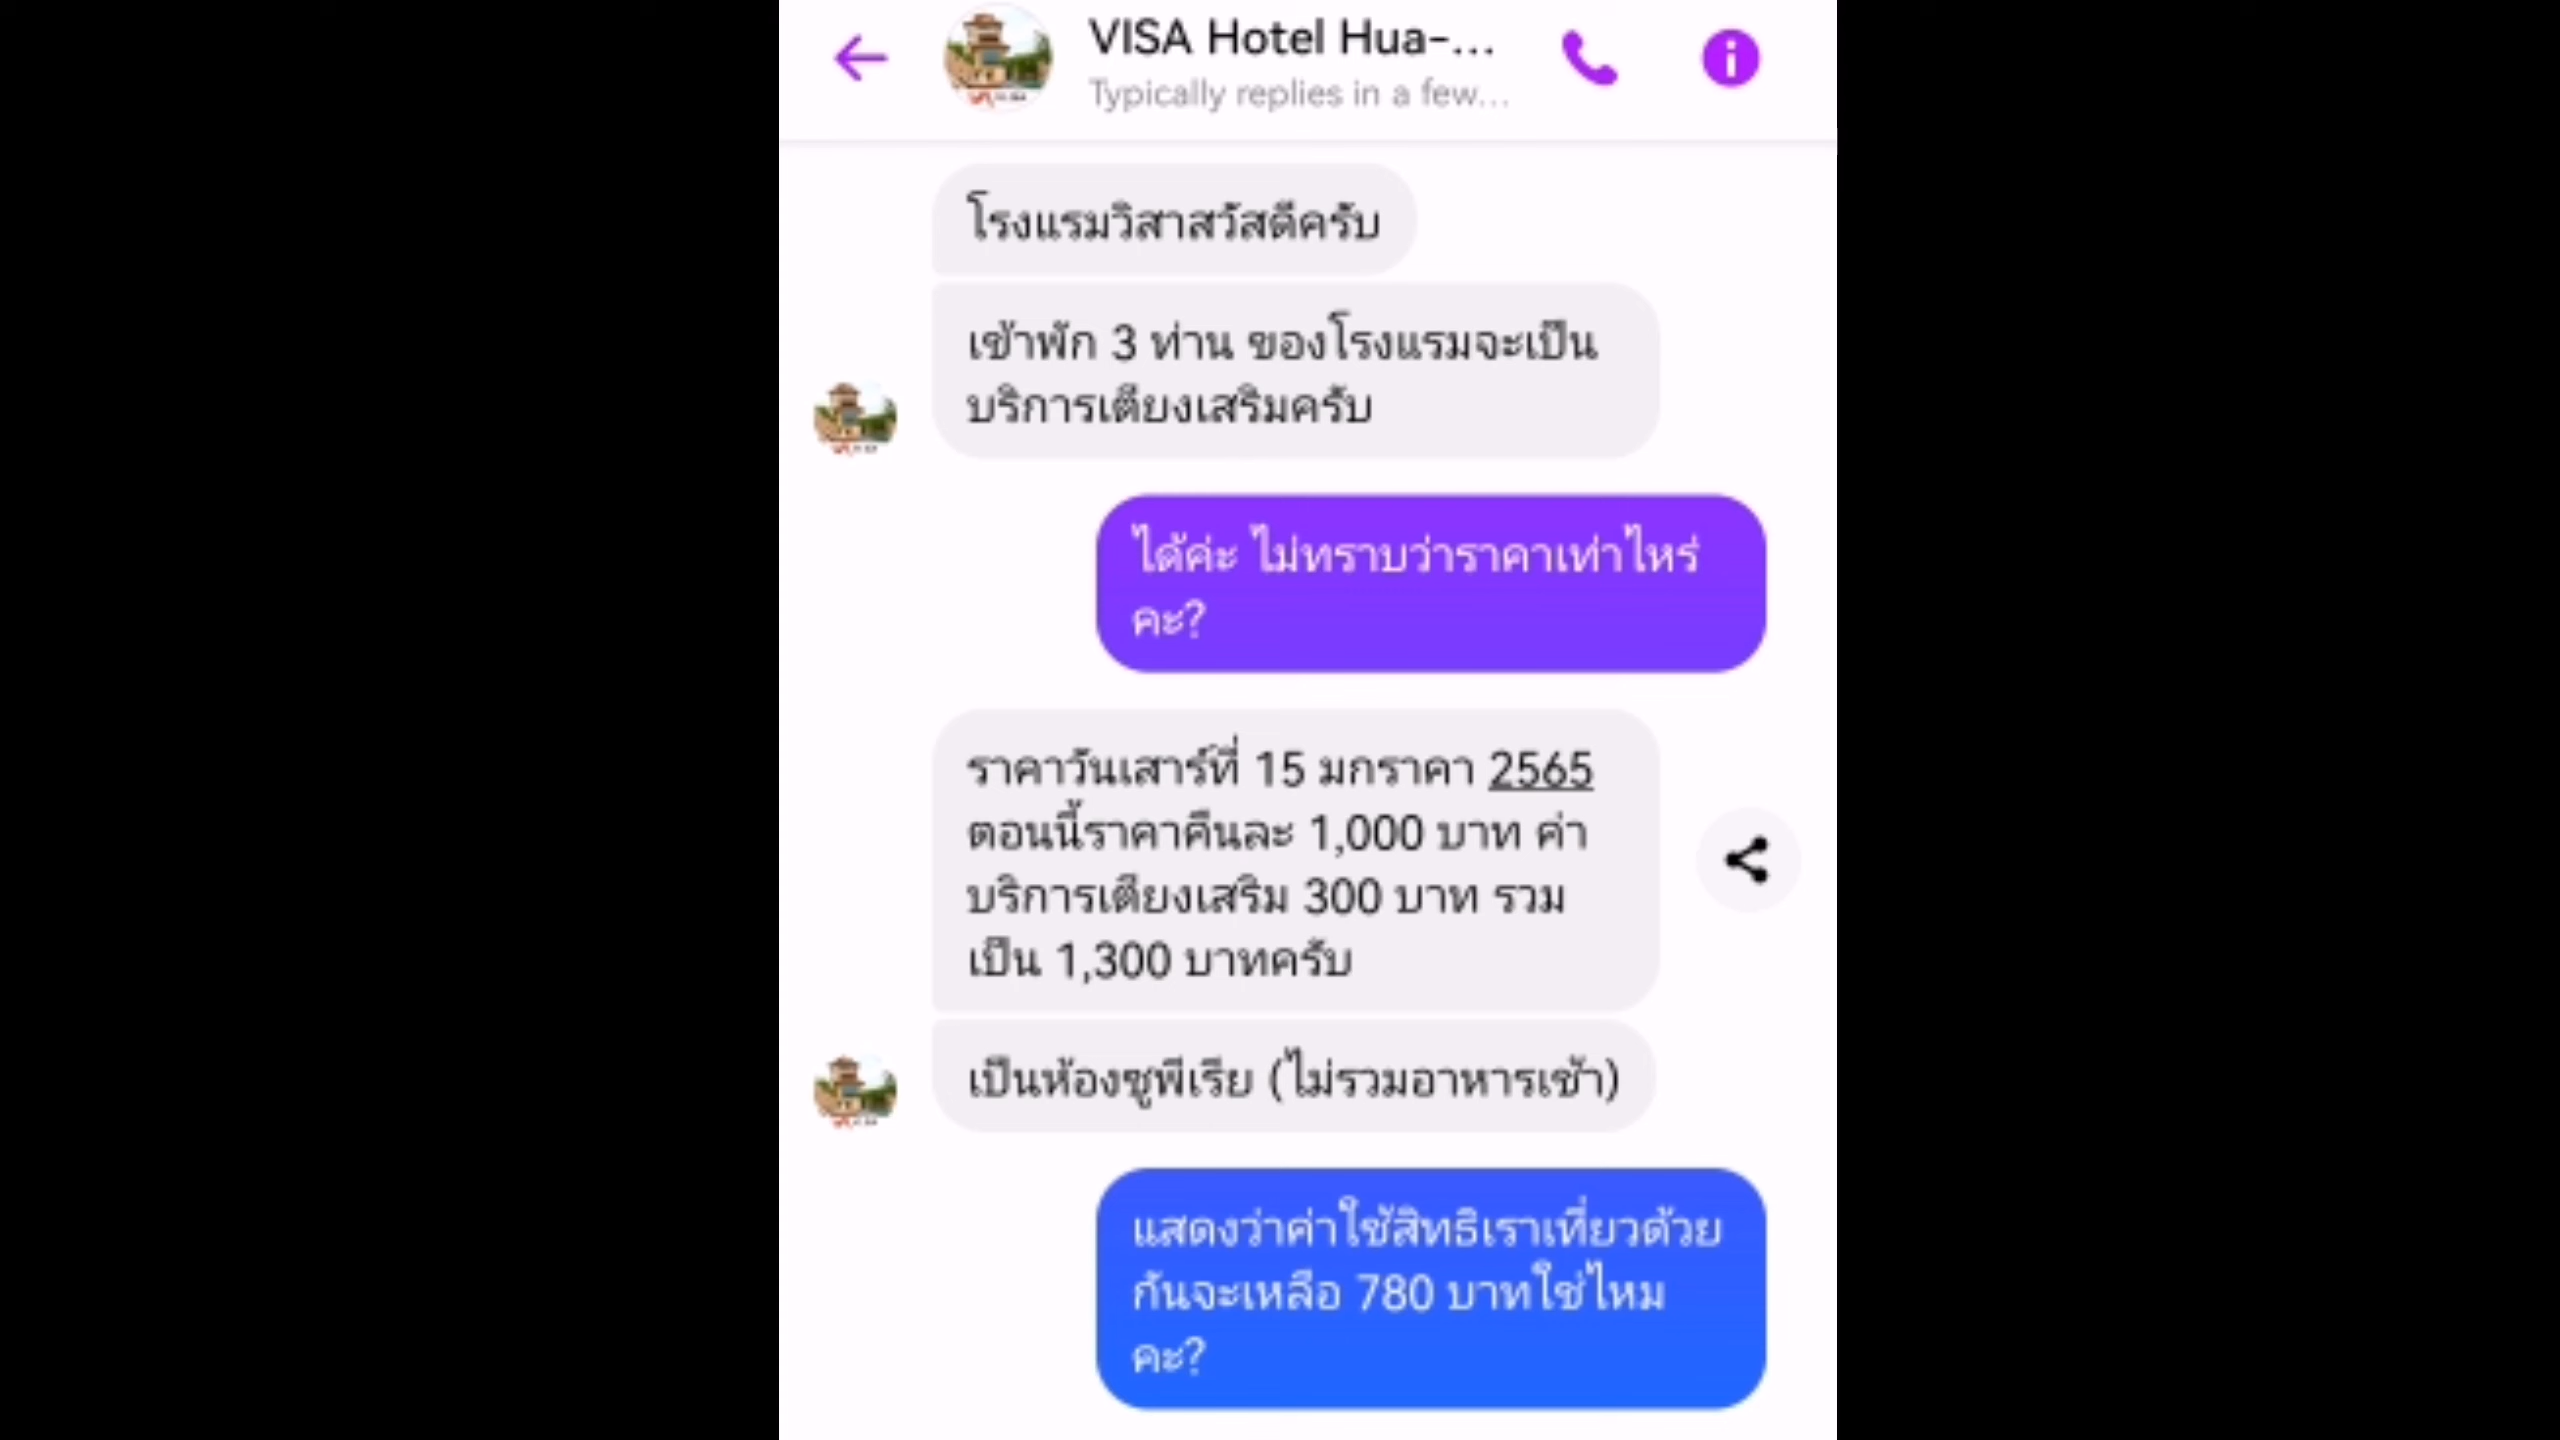 VISA Hotel Hua-...
Typically replies in a few...
โรงแรมวิสาสวัสดีครับ
เข้าพัก 3 ท่าน ของโรงแรมจะเป็น
บริการเตียงเสริมครับ
ได้ค่ะ ไม่ทราบว่าราคาเท่าไหร่
คะ?
ราคาวันเสาร์ที่ 15 มกราคา 2565
ตอนนี้ราคาคืนละ 1,000 บาท ค่า
บริการเตียงเสริม 300 บาท รวม
เป็น 1,300 บาทครับ
เป็นห้องซูพีเรีย (ไม่รวมอาหารเช้า)
แสดงว่าค่าใช้สิทธิเราเที่ยวด้วย
กันจะเหลือ 780 บาทใช่ไหม
คะ?